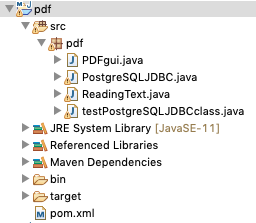 pdf
src
pdf
PDFgui.java
PostgreSQLJDBC.java
ReadingText.java
testPostgreSQLJDBCclass.java
JRE System Library [JavaSE-11]
Referenced Libraries
Maven Dependencies
bin
target
pom.xml